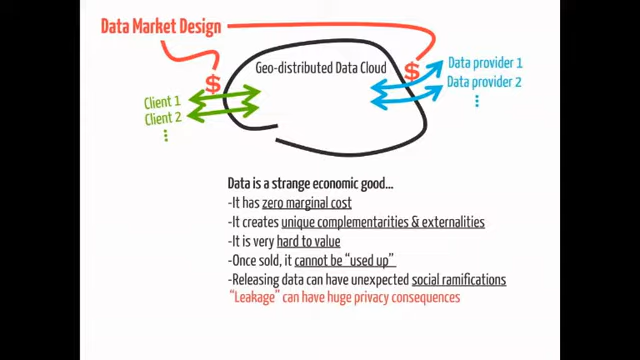 Data Market Design
$
$
Geo-distributed Data Cloud
Data provider 1
Data provider 2
Client 1
Client 2
Data is a strange economic good...
-It has zero marginal cost
-It creates unique complementarities & externalities
-It is very hard to value
-Once sold, it cannot be “used up”
-Releasing data can have unexpected social ramifications
“Leakage” can have huge privacy consequences